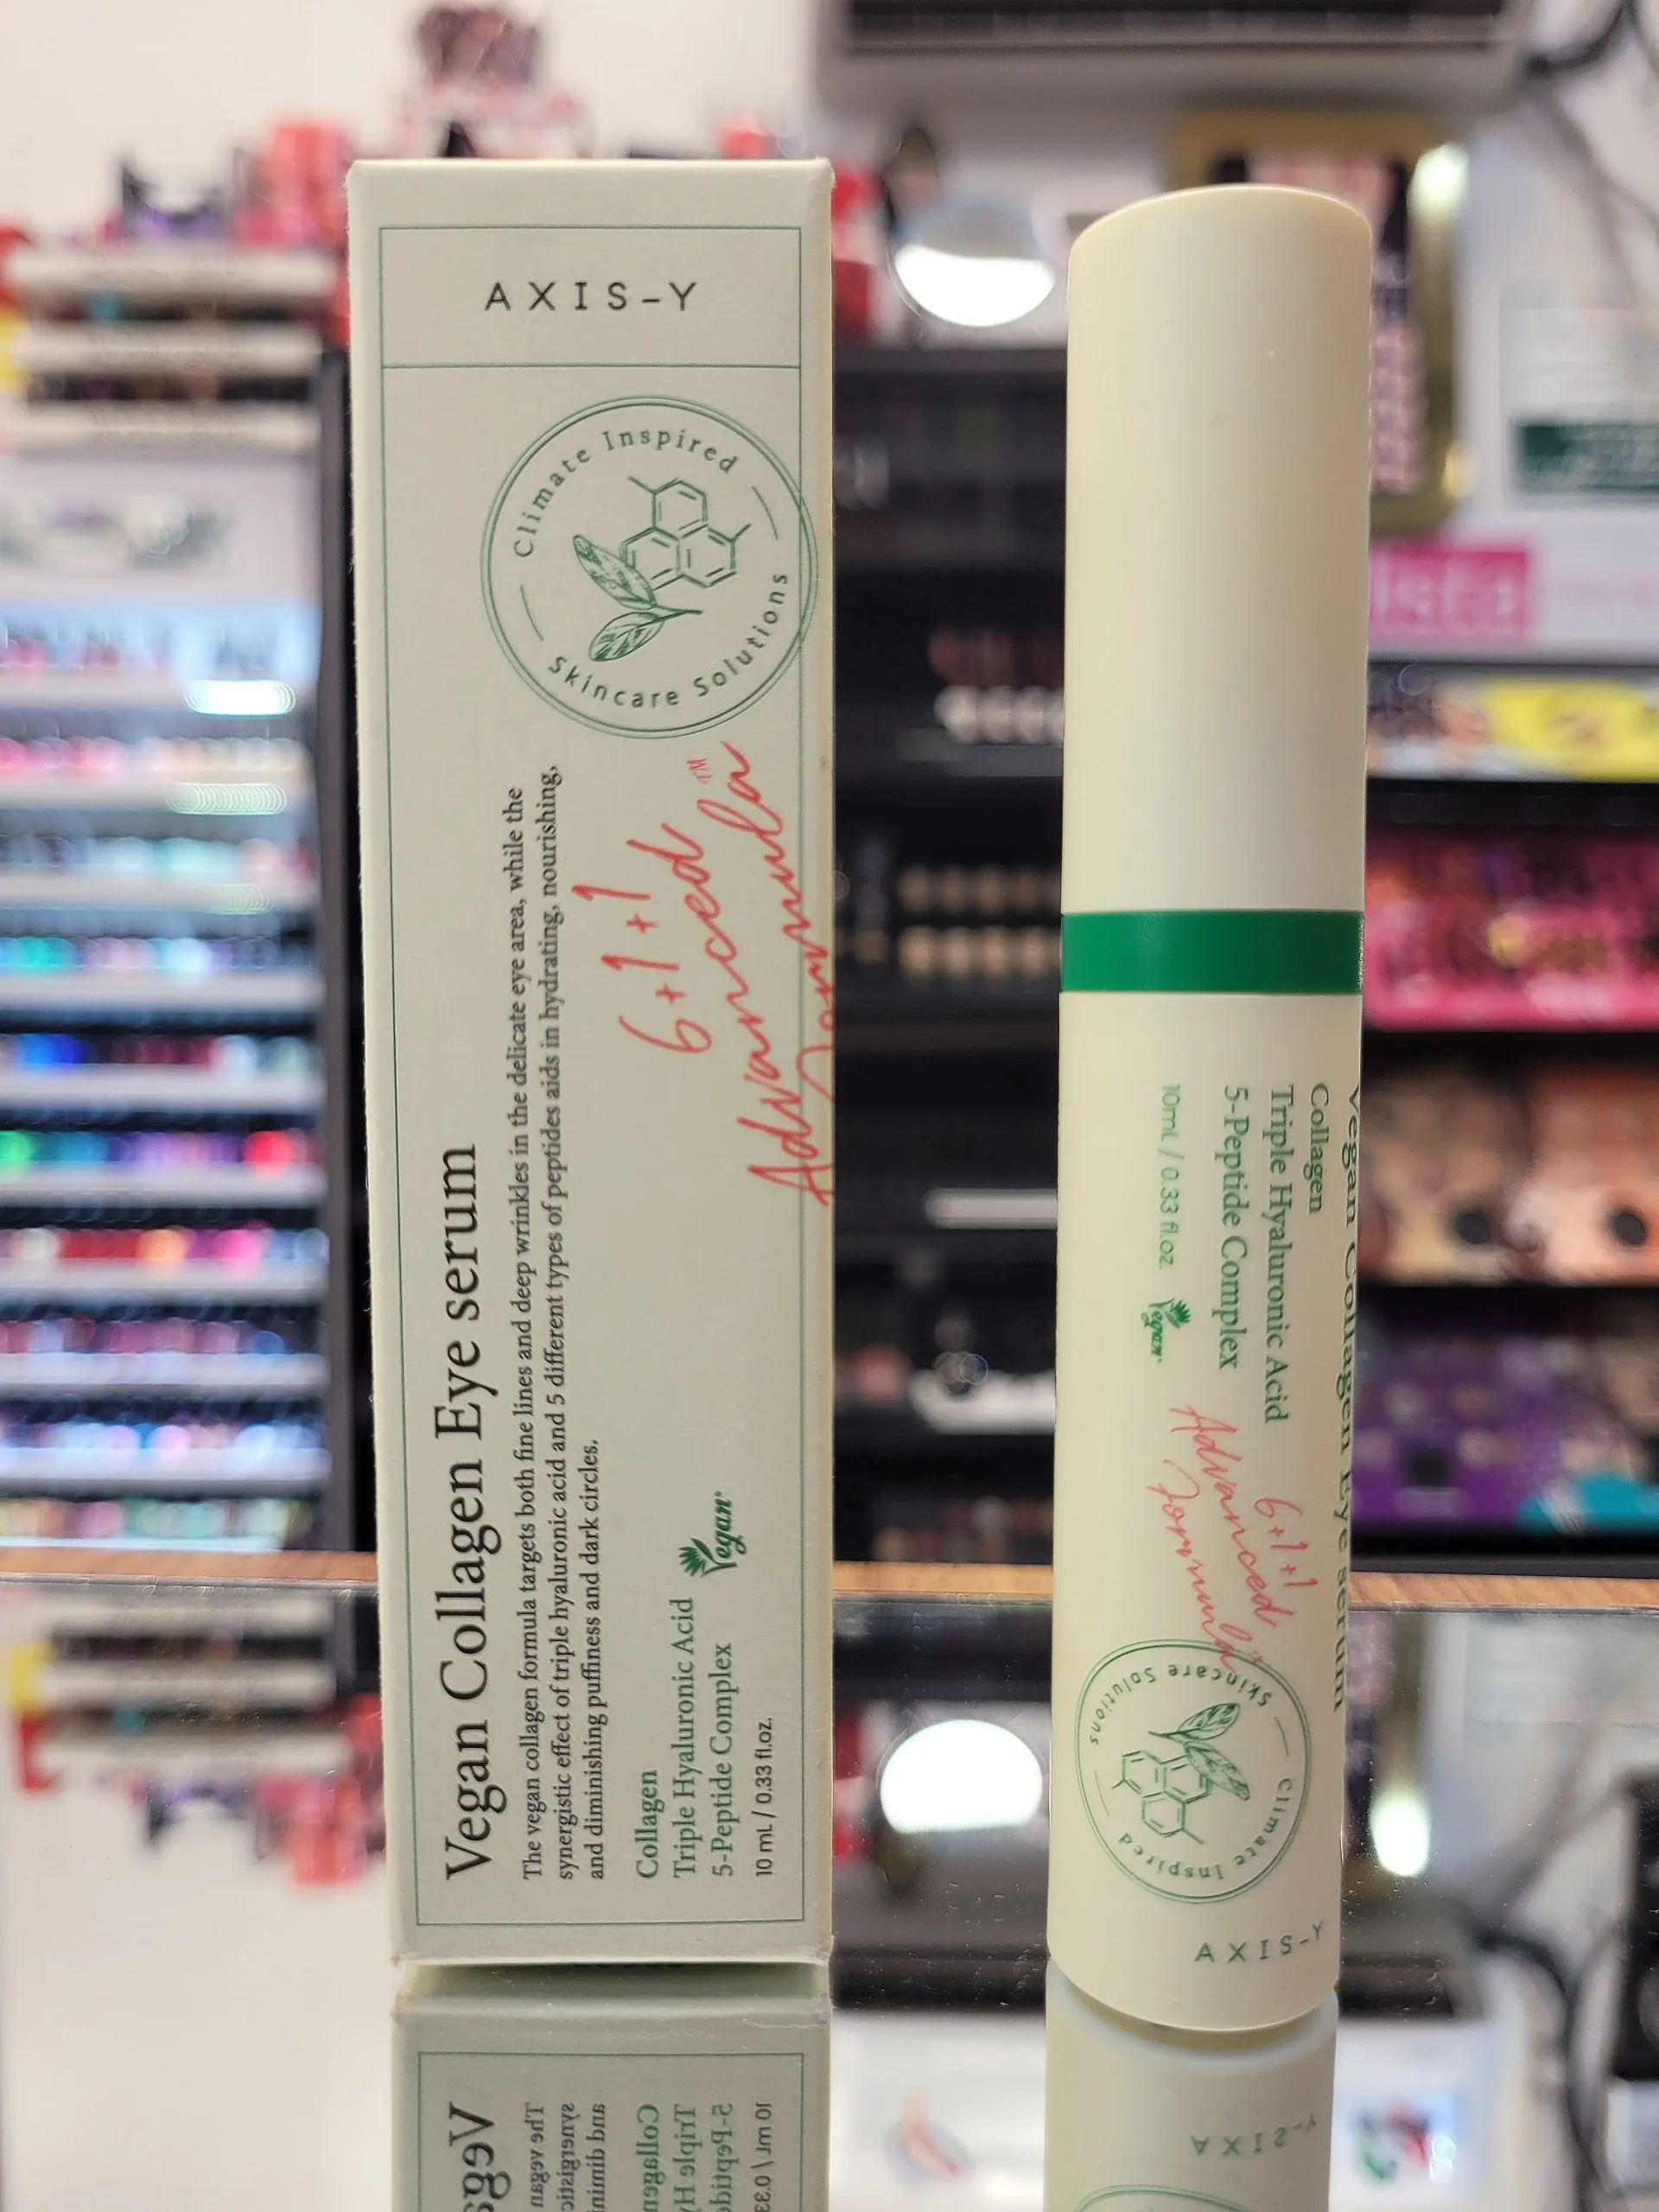 AXIS-Y
Climate Inspired
Skincare Solutions
6+1+1
Advanced
Formula™
Vegan Collagen Eye serum
The vegan collagen formula targets both fine lines and deep wrinkles in the delicate eye area, while the
synergistic effect of triple hyaluronic acid and 5 different types of peptides aids in hydrating, nourishing,
and diminishing puffiness and dark circles.
Collagen
Triple Hyaluronic Acid
5-Peptide Complex
Vegan
10 mL / 0.33 fl.oz.
Vegan Collagen Eye serum
Collagen
Triple Hyaluronic Acid
5-Peptide Complex
10mL / 0.33 fl.oz
Vegan
6+1+1
Advanced
Formula
Climate Inspired
Skincare Solutions
AXIS-Y